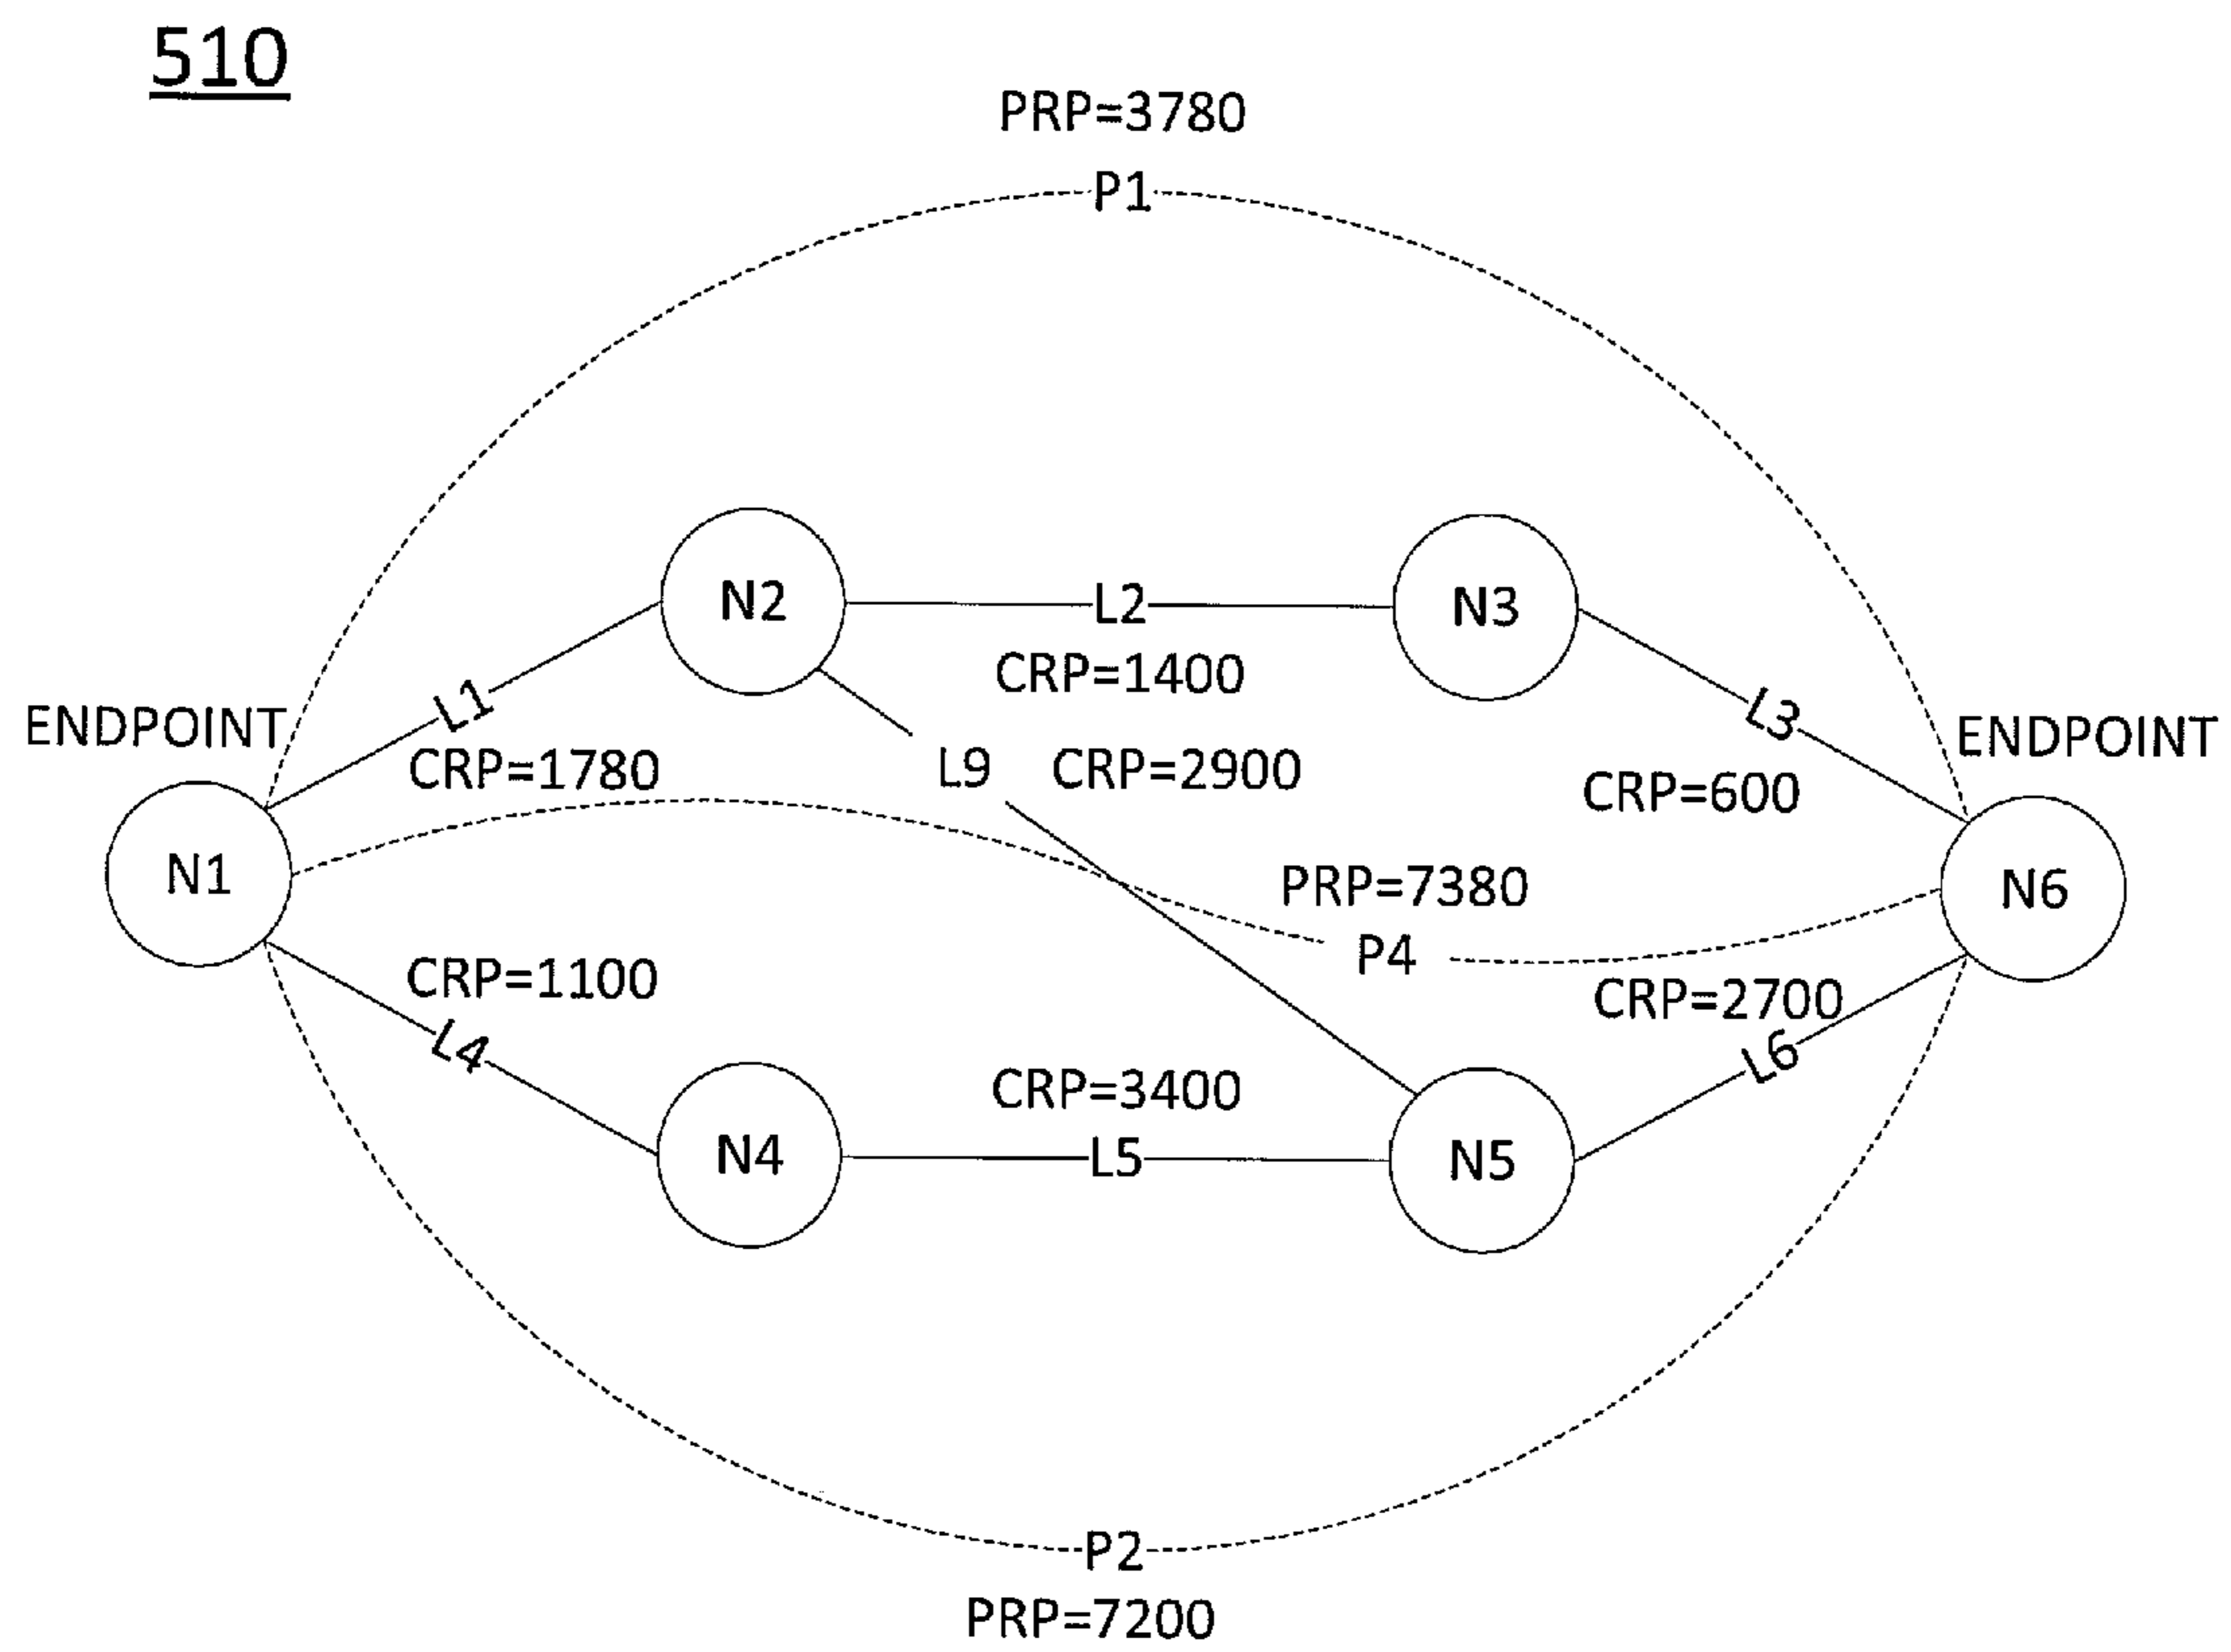 510
PRP=3780
P1
N2
L2
N3
CRP=1400
L1
L3
ENDPOINT
ENDPOINT
CRP=1780
L9
CRP=2900
CRP=600
N1
PRP=7380
N6
P4
CRP=1100
CRP=2700
L4
L6
CRP=3400
N4
L5
N5
P2
PRP=7200